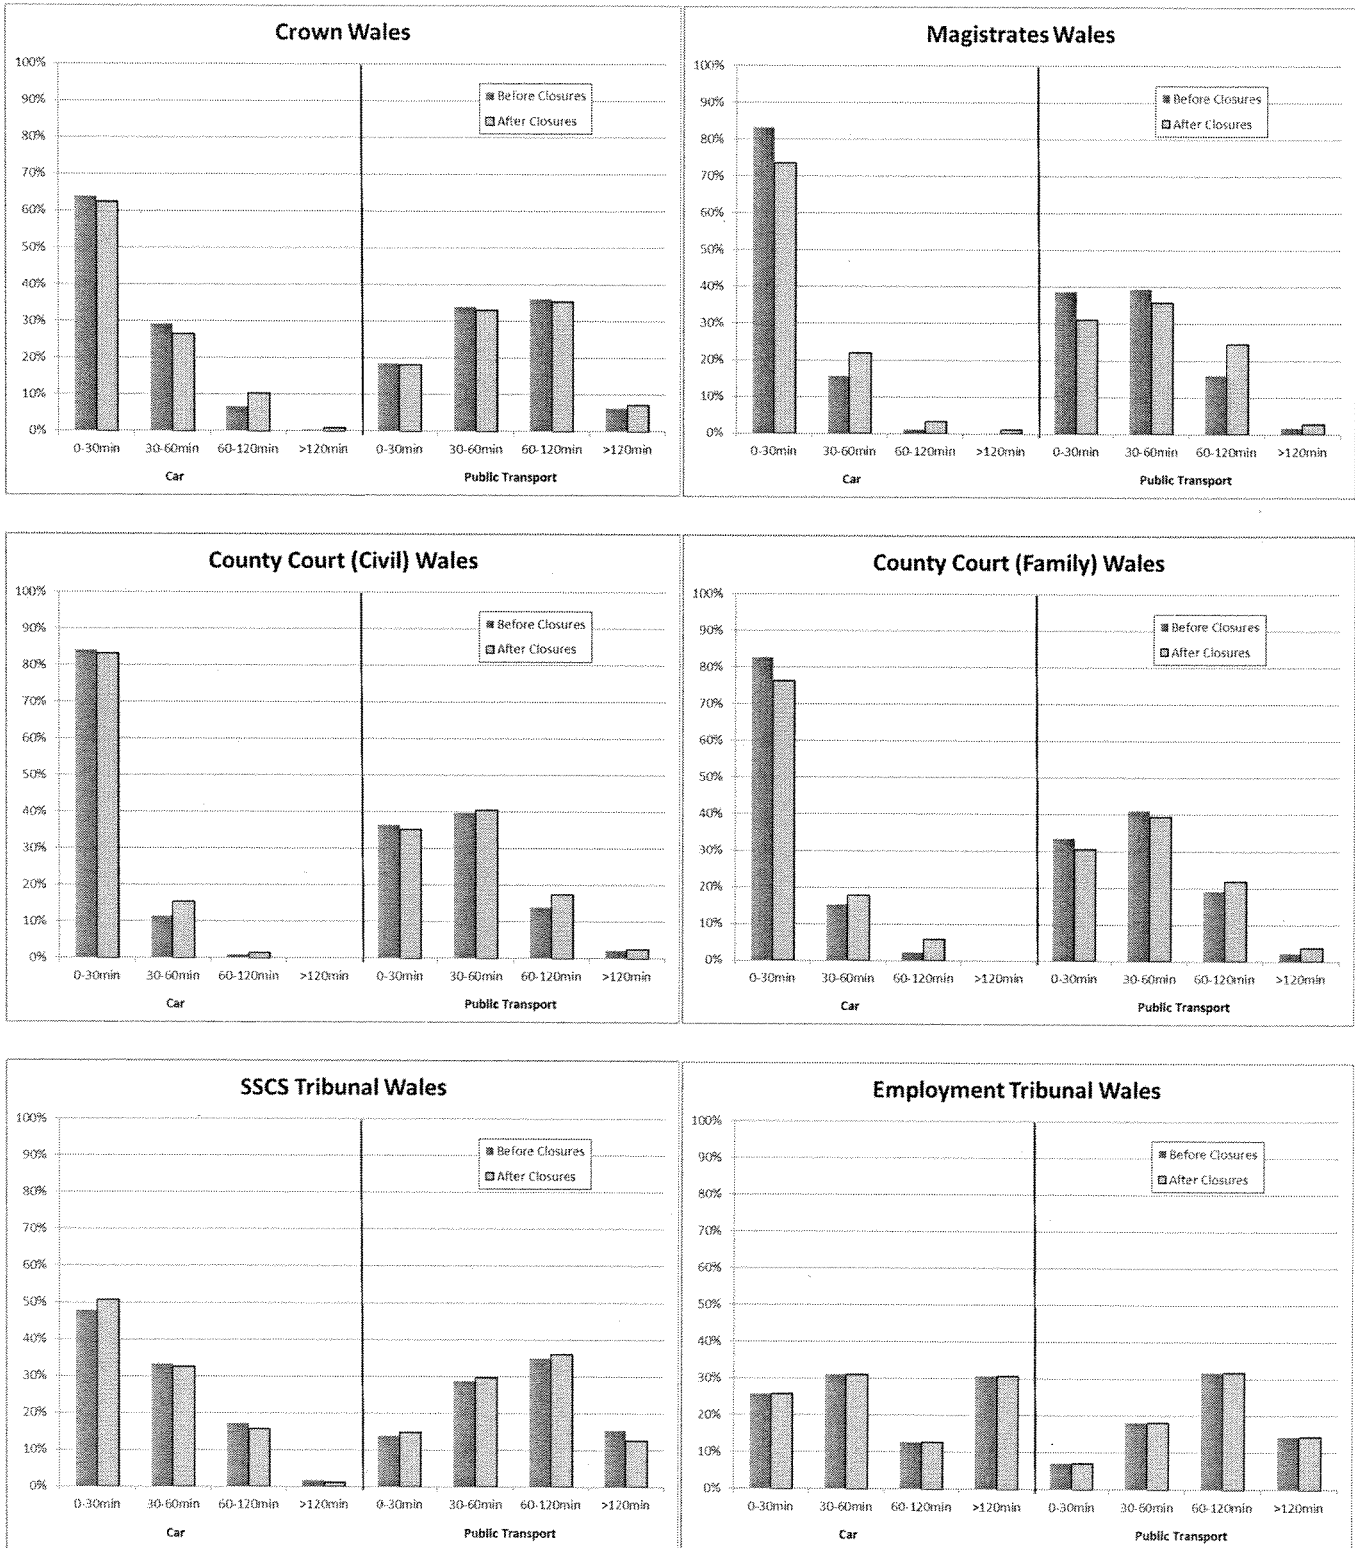 Crown Wales
100%
90%
80%
70%
60%
50%
40%
30%
20%
10%
0%
Before Closures
After Closures
0-30min 30-60min 60-120min >120min 0-30min 30-60min 60-120min >120min
Car Public Transport
Magistrates Wales
100%
90%
80%
70%
60%
50%
40%
30%
20%
10%
0%
Before Closures
After Closures
0-30min 30-60min 60-120min >120min 0-30min 30-60min 60-120min >120min
Car Public Transport
County Court (Civil) Wales
100%
90%
80%
70%
60%
50%
40%
30%
20%
10%
0%
Before Closures
After Closures
0-30min 30-60min 60-120min >120min 0-30min 30-60min 60-120min >120min
Car Public Transport
County Court (Family) Wales
100%
90%
80%
70%
60%
50%
40%
30%
20%
10%
0%
Before Closures
After Closures
0-30min 30-60min 60-120min >120min 0-30min 30-60min 60-120min >120min
Car Public Transport
SSCS Tribunal Wales
100%
90%
80%
70%
60%
50%
40%
30%
20%
10%
0%
Before Closures
After Closures
0-30min 30-60min 60-120min >120min 0-30min 30-60min 60-120min >120min
Car Public Transport
Employment Tribunal Wales
100%
90%
80%
70%
60%
50%
40%
30%
20%
10%
0%
Before Closures
After Closures
0-30min 30-60min 60-120min >120min 0-30min 30-60min 60-120min >120min
Car Public Transport